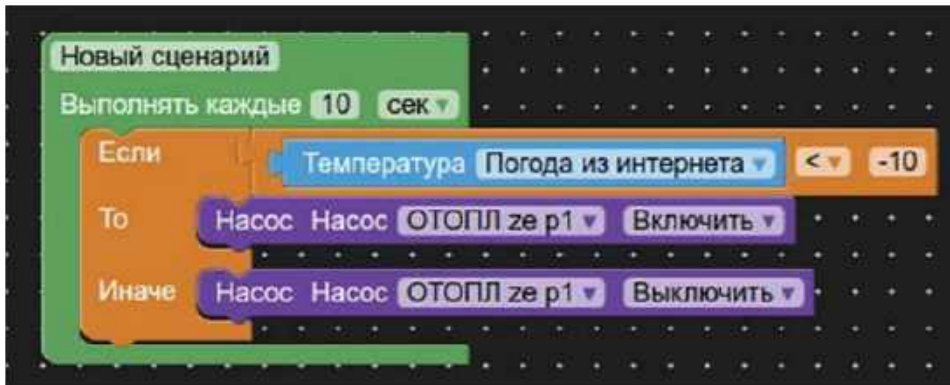 Новый сценарий
Выполнять каждые 10 сек
Если Температура Погода из интернета < -10
То Насос Насос ОТОПЛ ze p1 Включить
Иначе Насос Насос ОТОПЛ ze p1 Выключить